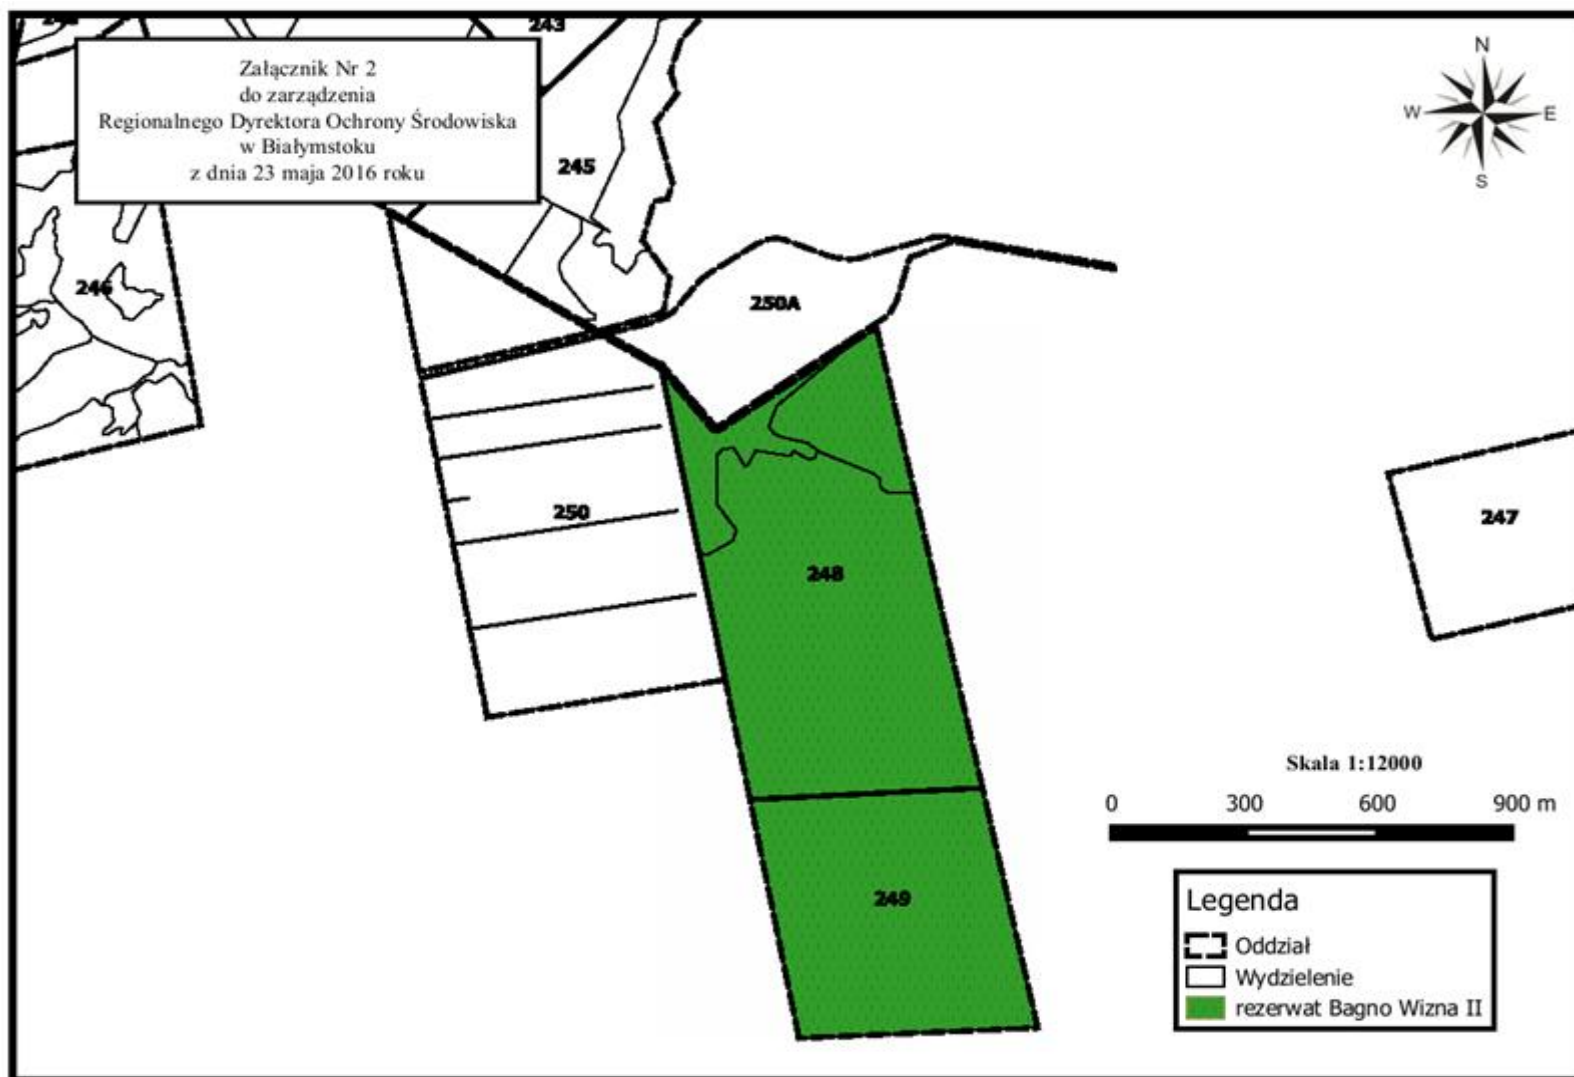 243
Załącznik Nr 2
do zarządzenia
Regionalnego Dyrektora Ochrony Środowiska
w Białymstoku
z dnia 23 maja 2016 roku
N
W
E
S
245
246
250A
250
247
248
249
Skala 1:12000
0 300 600 900 m
Legenda
Oddział
Wydzielenie
rezerwat Bagno Wizna II